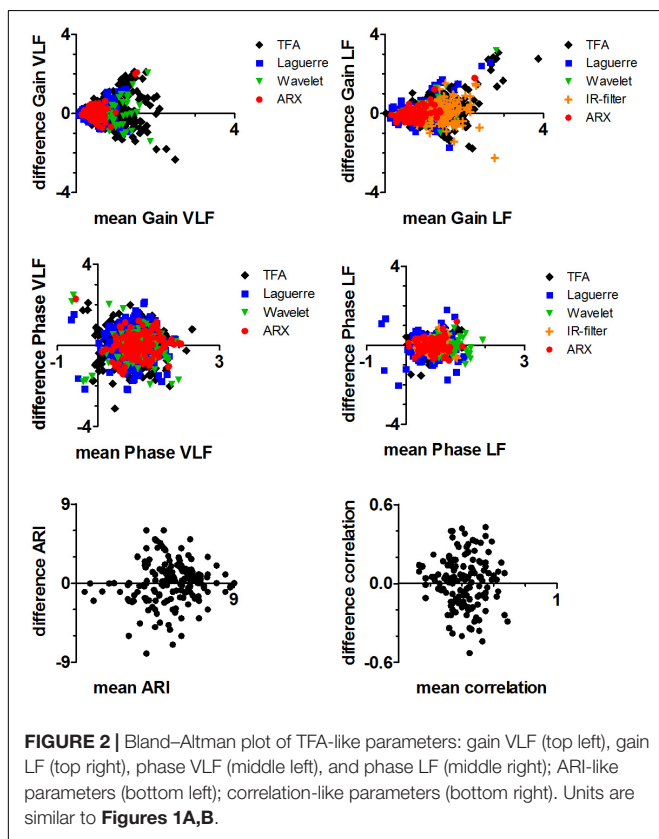 4
difference Gain VLF
0
-4
4
mean Gain VLF
TFA
Laguerre
Wavelet
ARX
4
difference Gain LF
0
-4
4
mean Gain LF
TFA
Laguerre
Wavelet
IR-filter
ARX
4
difference Phase VLF
-1
3
-4
mean Phase VLF
TFA
Laguerre
Wavelet
ARX
4
difference Phase LF
-1
3
-4
mean Phase LF
TFA
Laguerre
Wavelet
IR-filter
ARX
9
difference ARI
0
9
-9
mean ARI
0.6
difference correlation
0.0
1
-0.6
mean correlation
FIGURE 2 | Bland–Altman plot of TFA-like parameters: gain VLF (top left), gain
LF (top right), phase VLF (middle left), and phase LF (middle right); ARI-like
parameters (bottom left); correlation-like parameters (bottom right). Units are
similar to Figures 1A,B.